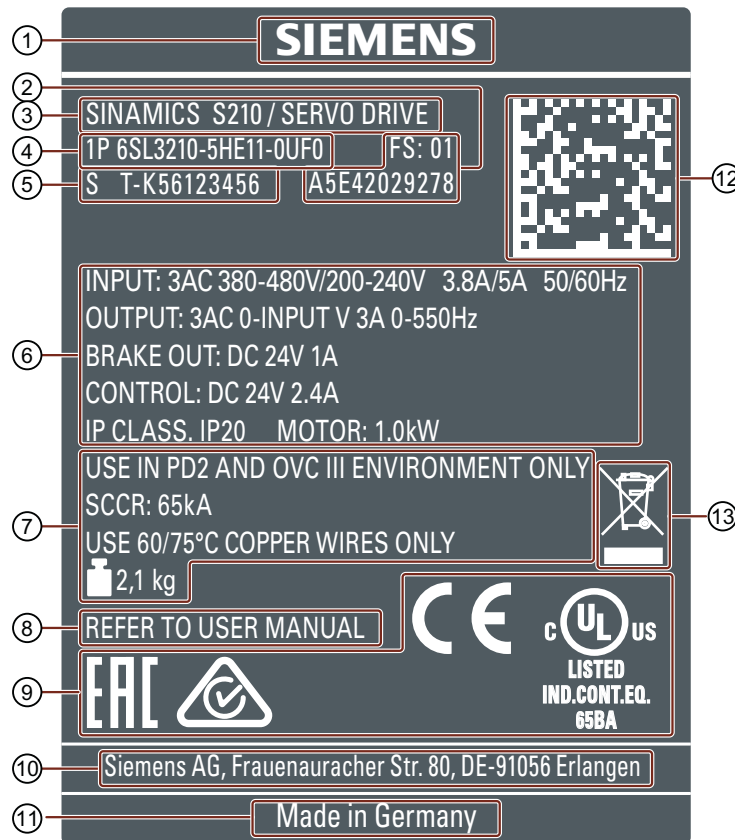 1 SIEMENS
2
3 SINAMICS S210 / SERVO DRIVE
4 1P 6SL3210-5HE11-0UF0 FS: 01
5 S T-K56123456 A5E42029278
12
INPUT: 3AC 380-480V/200-240V 3.8A/5A 50/60Hz
OUTPUT: 3AC 0-INPUT V 3A 0-550Hz
6 BRAKE OUT: DC 24V 1A
CONTROL: DC 24V 2.4A
IP CLASS. IP20 MOTOR: 1.0kW
USE IN PD2 AND OVC III ENVIRONMENT ONLY
SCCR: 65kA
7 USE 60/75°C COPPER WIRES ONLY
13
2,1 kg
8 REFER TO USER MANUAL
CE
C UL US
LISTED
IND.CONT.EQ.
65BA
9 EAC
10 Siemens AG, Frauenauracher Str. 80, DE-91056 Erlangen
11 Made in Germany